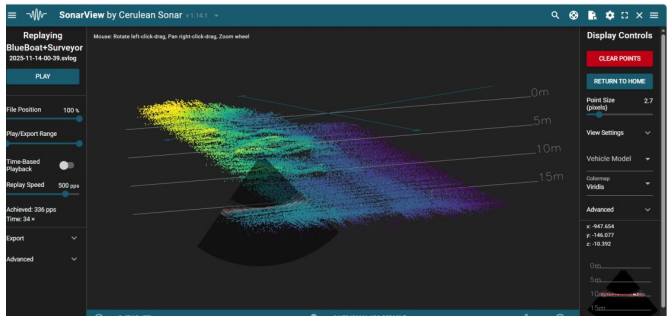 SonarView by Cerulean Sonar v 1.14.1
Replaying
BlueBoat+Surveyor
2025-11-14-00-39.svlog
PLAY
File Position 100 %
Play/Export Range
Time-Based
Playback
Replay Speed 500 pps
Achieved: 336 pps
Time: 34 ×
Export
Advanced
Mouse: Rotate left-click-drag, Pan right-click-drag, Zoom wheel
0m
5m
10m
15m
Display Controls
CLEAR POINTS
RETURN TO HOME
Point Size 2.7
(pixels)
View Settings
Vehicle Model
Colormap
Viridis
Advanced
x: -947.654
y: -146.077
z: -10.392
0m
5m
10m
15m